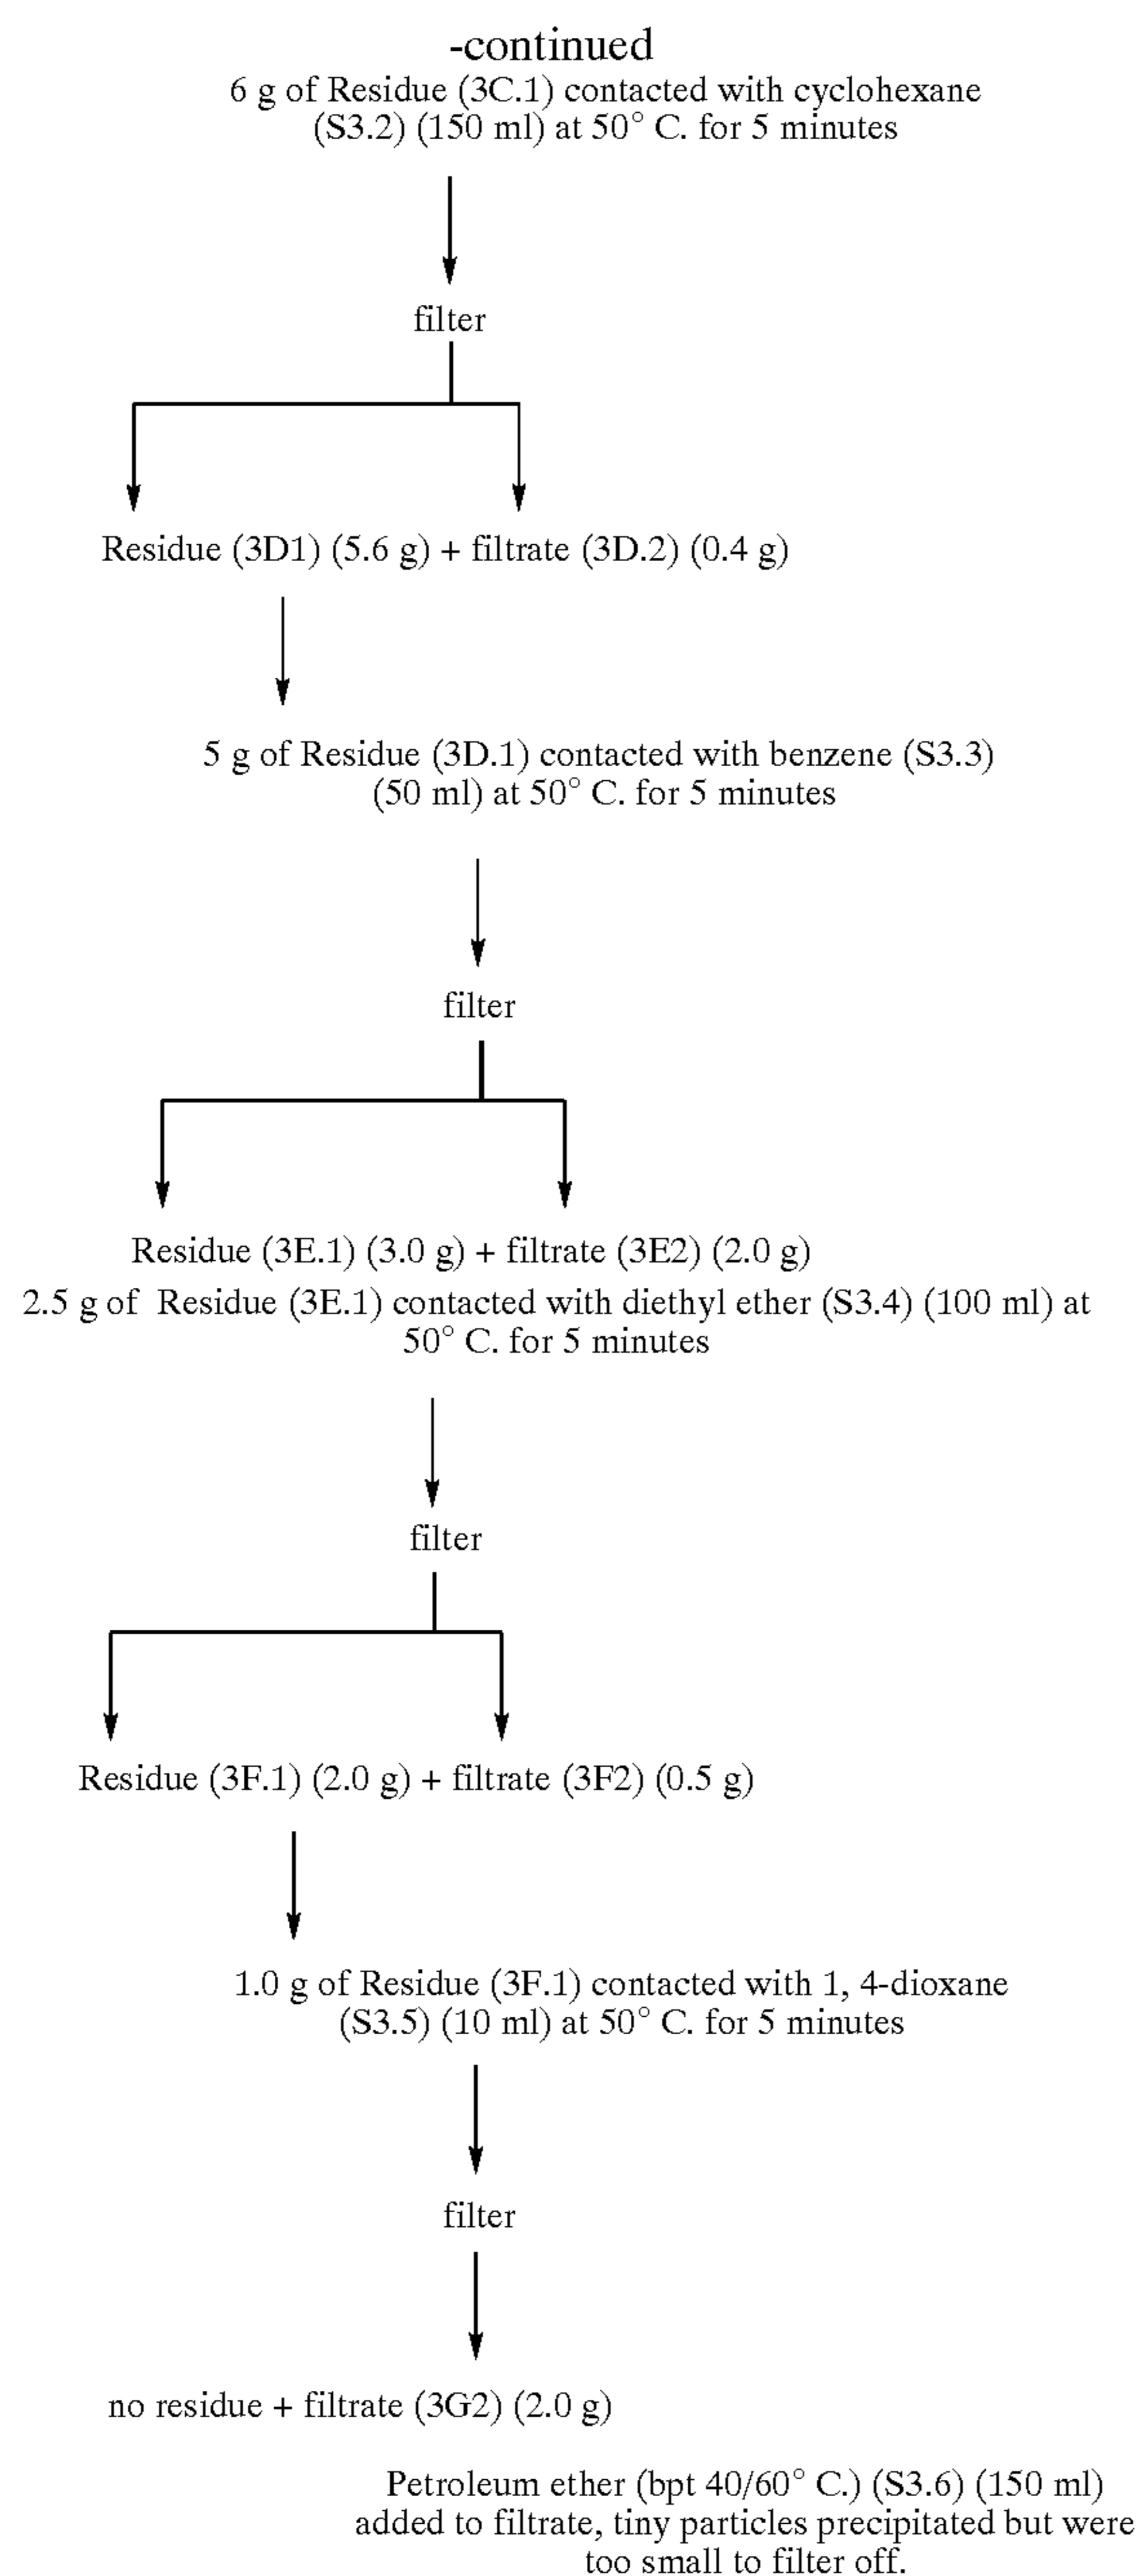 -continued
6 g of Residue (3C.1) contacted with cyclohexane
(S3.2) (150 ml) at 50° C. for 5 minutes
filter
Residue (3D1) (5.6 g) + filtrate (3D.2) (0.4 g)
5 g of Residue (3D.1) contacted with benzene (S3.3)
(50 ml) at 50° C. for 5 minutes
filter
Residue (3E.1) (3.0 g) + filtrate (3E2) (2.0 g)
2.5 g of Residue (3E.1) contacted with diethyl ether (S3.4) (100 ml) at
50° C. for 5 minutes
filter
Residue (3F.1) (2.0 g) + filtrate (3F2) (0.5 g)
1.0 g of Residue (3F.1) contacted with 1, 4-dioxane
(S3.5) (10 ml) at 50° C. for 5 minutes
filter
no residue + filtrate (3G2) (2.0 g)
Petroleum ether (bpt 40/60° C.) (S3.6) (150 ml)
added to filtrate, tiny particles precipitated but were
too small to filter off.